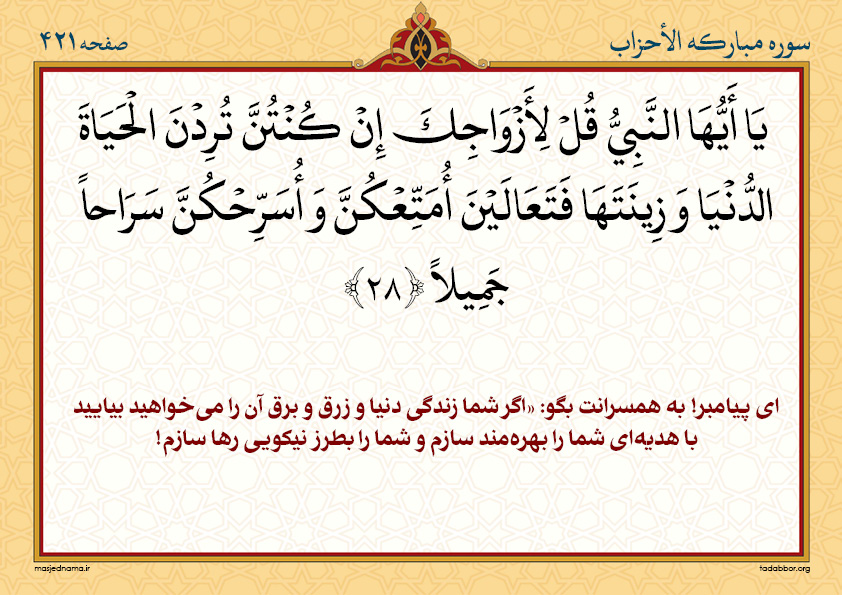 سوره مبارکه الأحزاب
صفحه ۴۲۱
يَا أَيُّهَا النَّبِيُّ قُلْ لِأَزْوَاجِكَ إِنْ كُنْتُنَّ تُرِدْنَ الْحَيَاةَ
الدُّنْيَا وَ زِينَتَهَا فَتَعَالَيْنَ أُمَتِّعْكُنَّ وَ أُسَرِّحْكُنَّ سَرَاحاً
جَمِيلاً ﴿۲۸﴾
ای پیامبر! به همسرانت بگو: «اگر شما زندگی دنیا و زرق و برق آن را می‌خواهید بیایید
با هدیه‌ای شما را بهره‌مند سازم و شما را بطرز نیکویی رها سازم!
masjednama.ir
tadabbor.org